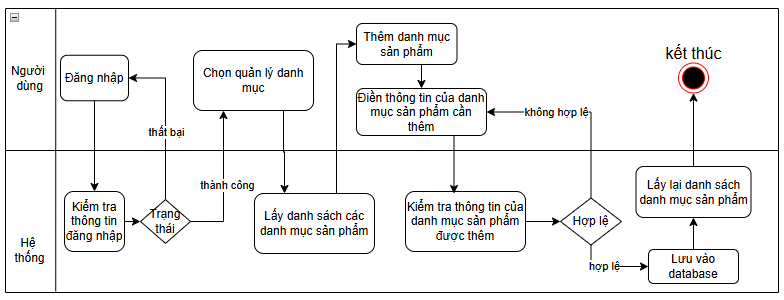 Người
dùng
Đăng nhập
thất bại
Chọn quản lý danh
mục
thành công
Thêm danh mục
sản phẩm
Điền thông tin của danh
mục sản phẩm cần
thêm
không hợp lệ
kết thúc
Hệ
thống
Kiểm tra
thông tin
đăng nhập
Trạng
thái
Lấy danh sách các
danh mục sản phẩm
Kiểm tra thông tin của
danh mục sản phẩm
được thêm
Hợp lệ
hợp lệ
Lấy lại danh sách
danh mục sản phẩm
Lưu vào
database